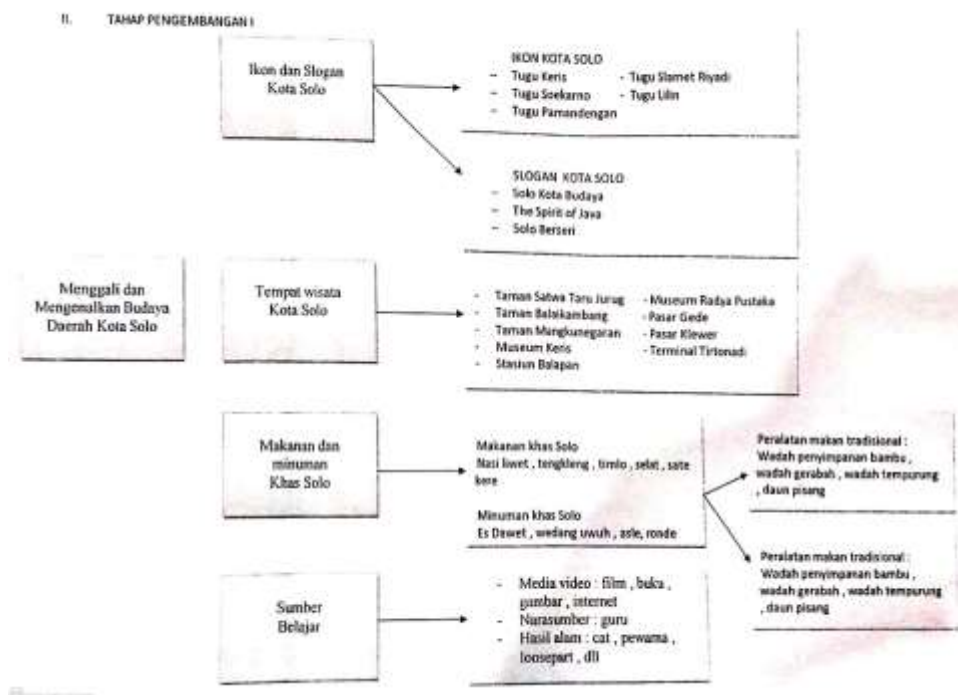 II. TAHAP PENGEMBANGAN I
Ikon dan Slogan
Kota Solo
IKON KOTA SOLO
– Tugu Keris - Tugu Slamet Riyadi
– Tugu Soekarno - Tugu Lilin
– Tugu Pamandengan
SLOGAN KOTA SOLO
– Solo Kota Budaya
– The Spirit of Java
– Solo Berseri
Menggali dan
Mengenalkan Budaya
Daerah Kota Solo
Tempat wisata
Kota Solo
- Taman Satwa Taru Jurug - Museum Radya Pustaka
- Taman Balaikambang - Pasar Gede
- Taman Mangkunegaran - Pasar Klewer
- Museum Keris - Terminal Tirtonadi
- Stasiun Balapan
Makanan dan
minuman
Khas Solo
Makanan khas Solo
Nasi liwet , tengkleng , timlo , selat , sate
kere
Minuman khas Solo
Es Dawet , wedang uwuh , asle, ronde
Peralatan makan tradisional :
Wadah penyimpanan bambu ,
wadah gerabah , wadah tempurung
, daun pisang
Peralatan makan tradisional :
Wadah penyimpanan bambu ,
wadah gerabah , wadah tempurung
, daun pisang
Sumber
Belajar
- Media video : film , buku ,
gambar , internet
- Narasumber : guru
- Hasil alam : cat , pewarna ,
loosepart , dll